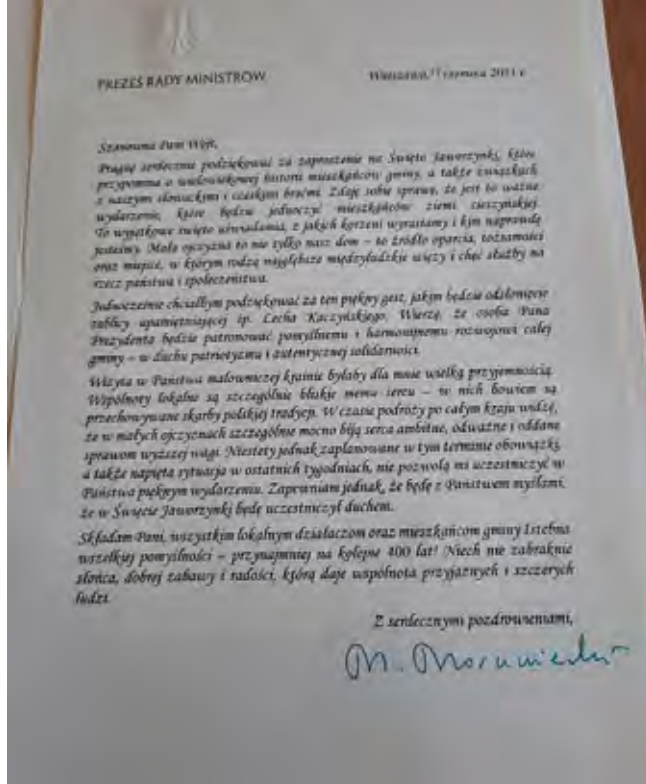 PREZES RADY MINISTRÓW
Warszawa, czerwca r.
Szanowna Pani Wójt,
Pragnę serdecznie podziękować za zaproszenie na Święto Jaworzynki, które
przypomina o wielowiekowej historii mieszkańców gminy, a także związkach
z naszymi słowackimi i czeskimi braćmi. Zdaję sobie sprawę, że jest to ważne
wydarzenie, które będzie jednoczyć mieszkańców ziemi cieszyńskiej.
To wyjątkowe święto uświadamia, z jakich korzeni wyrastamy i kim naprawdę
jesteśmy. Mała ojczyzna to nie tylko nasz dom – to źródło oparcia, tożsamości
oraz miejsce, w którym rodzą się najgłębsze międzyludzkie więzy i chęć służby na
rzecz państwa i społeczeństwa.
Jednocześnie chciałbym podziękować za ten piękny gest, jakim będzie odsłonięcie
tablicy upamiętniającej śp. Lecha Kaczyńskiego. Wierzę, że osoba Pana
Prezydenta będzie patronować pomyślnemu i harmonijnemu rozwojowi całej
gminy – w duchu patriotyzmu i autentycznej solidarności.
Wizyta w Państwa malowniczej krainie byłaby dla mnie wielką przyjemnością.
Wspólnoty lokalne są szczególnie bliskie memu sercu – w nich bowiem są
przechowywane skarby polskiej tradycji. W czasie podróży po całym kraju widzę,
że w małych ojczyznach szczególnie mocno biją serca ambitne, odważne i oddane
sprawom wyższej wagi. Niestety jednak zaplanowane w tym terminie obowiązki,
a także napięta sytuacja w ostatnich tygodniach, nie pozwolą mi uczestniczyć w
Państwa pięknym wydarzeniu. Zapewniam jednak, że będę z Państwem myślami,
że w Święcie Jaworzynki będę uczestniczył duchem.
Składam Pani, wszystkim lokalnym działaczom oraz mieszkańcom gminy Istebna
wszelkiej pomyślności – przynajmniej na kolejne 400 lat! Niech nie zabraknie
słońca, dobrej zabawy i radości, którą daje wspólnota przyjaznych i szczerych
ludzi.
Z serdecznymi pozdrowieniami,
M. Morawiecki